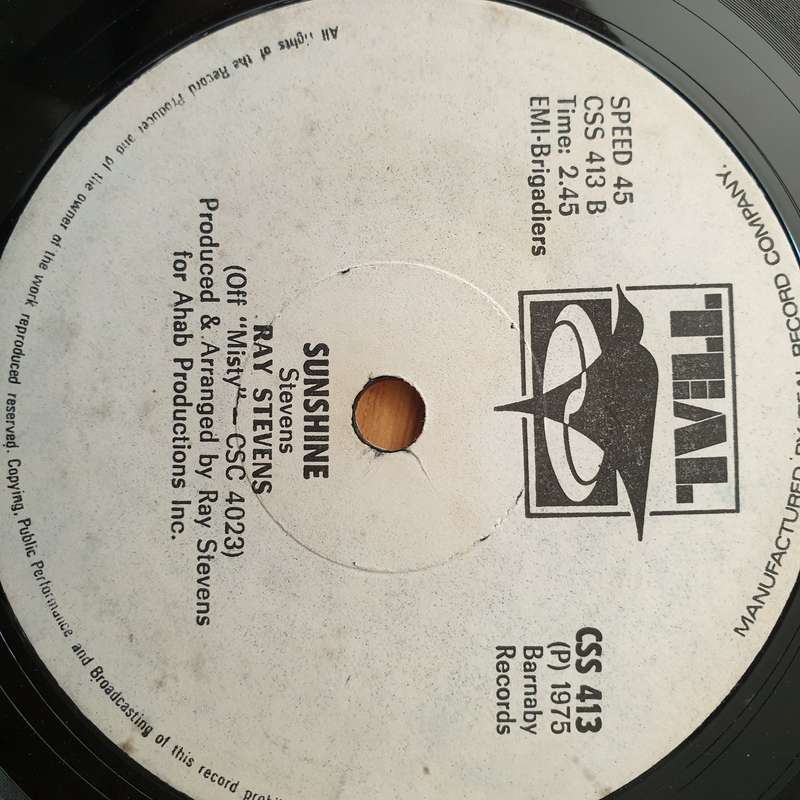 MANUFACTURED BY TEAL RECORD COMPANY.
TEAL
SPEED 45
CSS 413 B
Time: 2.45
EMI-Brigadiers
CSS 413
(P) 1975
Barnaby
Records
SUNSHINE
Stevens
RAY STEVENS
(Off "Misty" — CSC 4023)
Produced & Arranged by Ray Stevens
for Ahab Productions Inc.
All rights of the Record Producer and of the owner of the work reproduced reserved. Copying, Public Performance and Broadcasting of this record